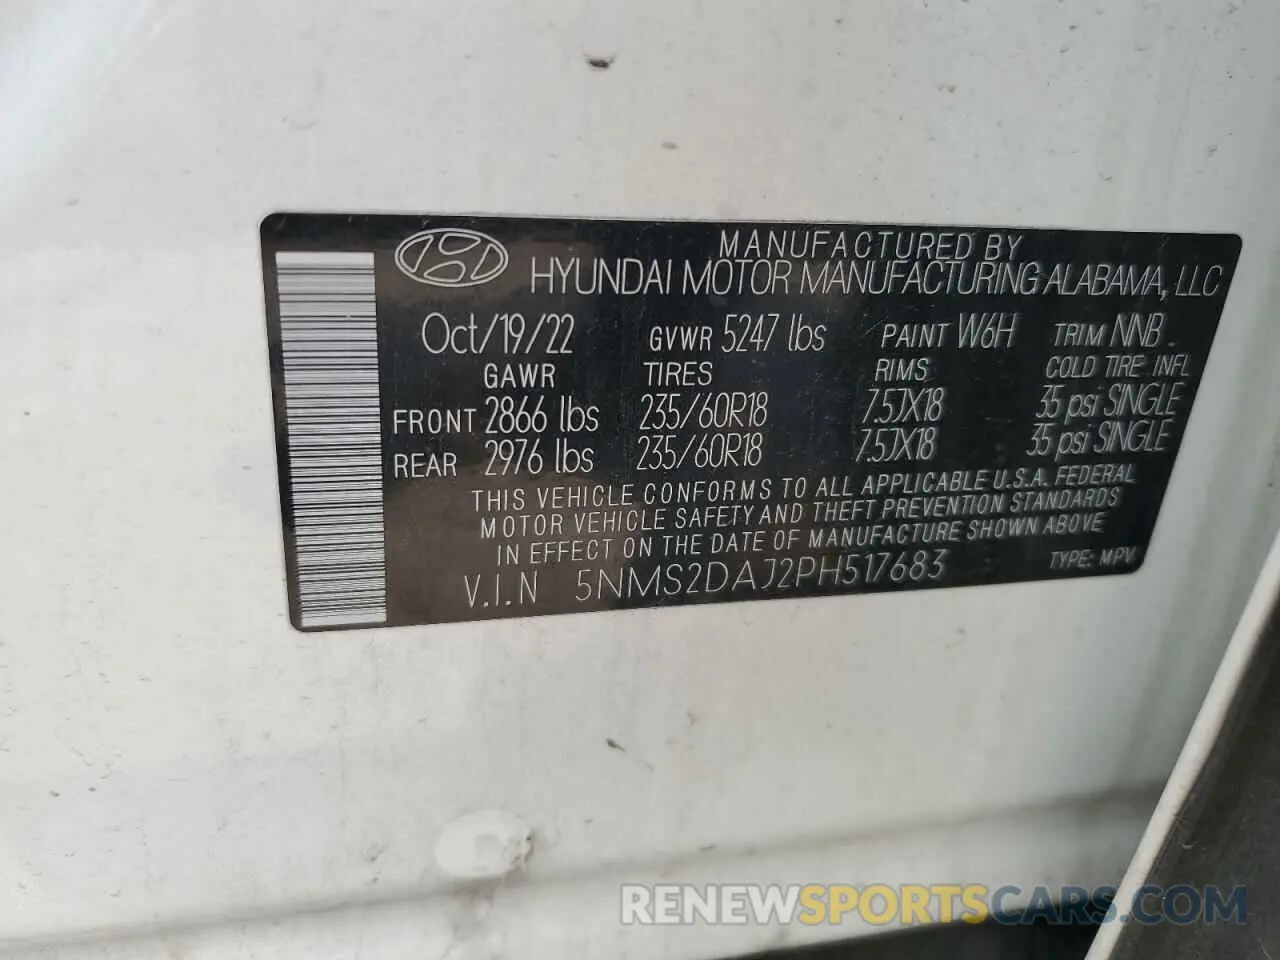 MANUFACTURED BY
HYUNDAI MOTOR MANUFACTURING ALABAMA, LLC
Oct/19/22 GVWR 5247 lbs PAINT W6H TRIM NNB
GAWR TIRES RIMS COLD TIRE INFL
FRONT 2866 lbs 235/60R18 7.5JX18 35 psi SINGLE
REAR 2976 lbs 235/60R18 7.5JX18 35 psi SINGLE
THIS VEHICLE CONFORMS TO ALL APPLICABLE U.S.A. FEDERAL
MOTOR VEHICLE SAFETY AND THEFT PREVENTION STANDARDS
IN EFFECT ON THE DATE OF MANUFACTURE SHOWN ABOVE
V.I.N 5NMS2DAJ2PH517683 TYPE: MPV
RENEWSPORTSCARS.COM